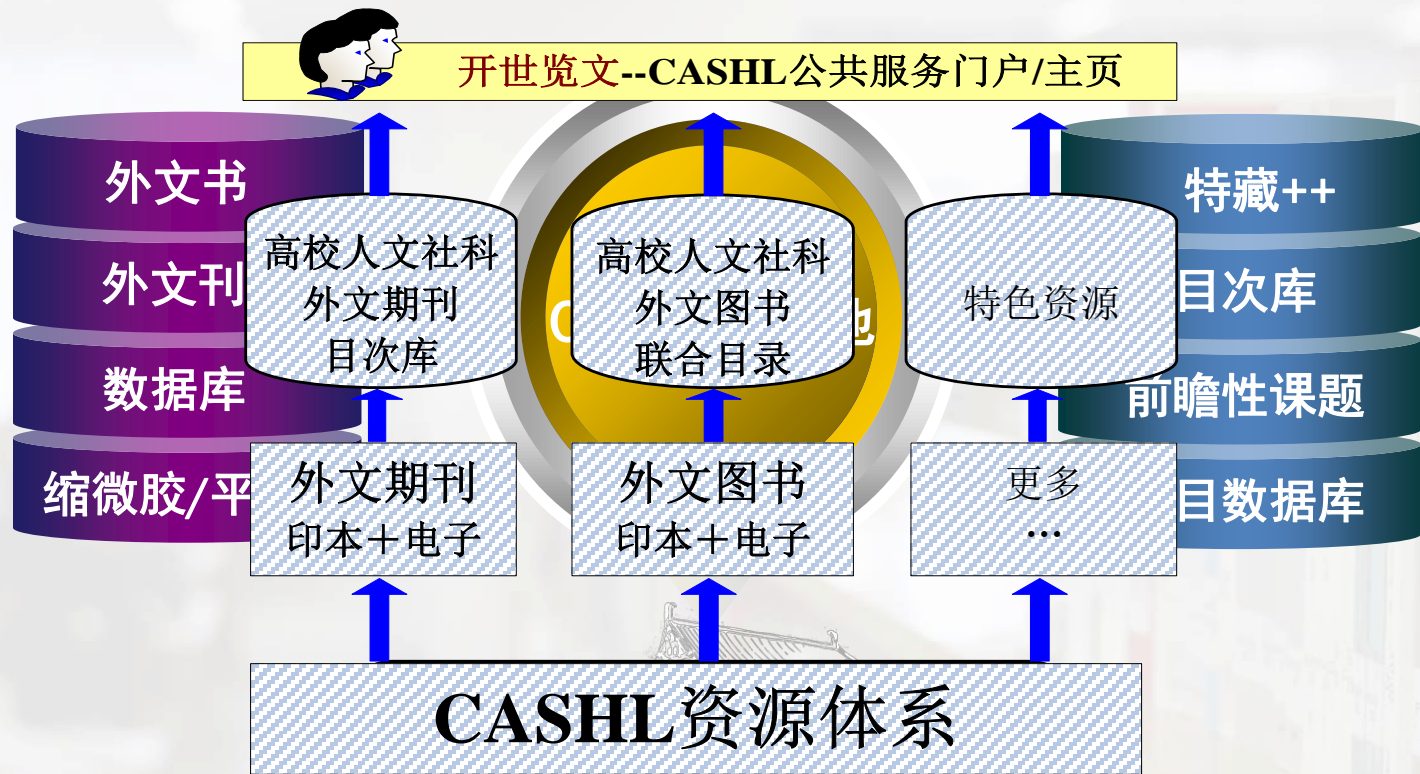 开世览文--CASHL公共服务门户/主页
外文书
外文刊
数据库
缩微胶/平
高校人文社科
外文期刊
目次库
高校人文社科
外文图书
联合目录
特色资源
特藏++
目次库
前瞻性课题
目数据库
外文期刊
印本＋电子
外文图书
印本＋电子
更多
…
CASHL资源体系